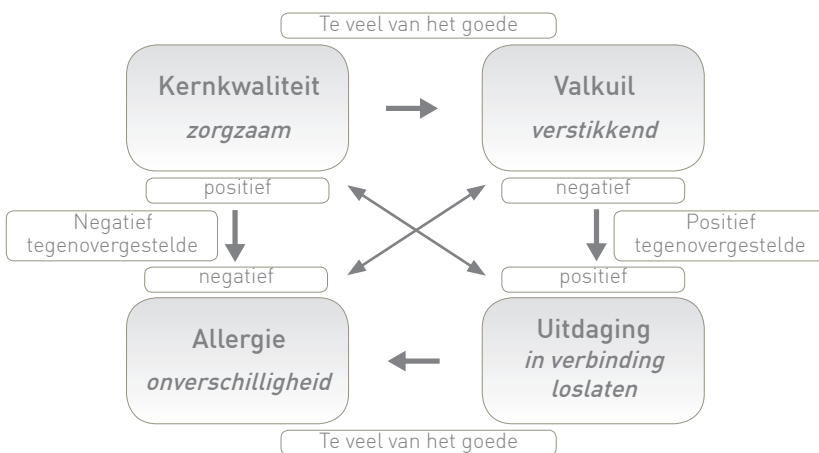 Te veel van het goede
Kernkwaliteit
zorgzaam
Valkuil
verstikkend
positief
negatief
Negatief
tegenovergestelde
Positief
tegenovergestelde
negatief
positief
Allergie
onverschilligheid
Uitdaging
in verbinding
loslaten
Te veel van het goede